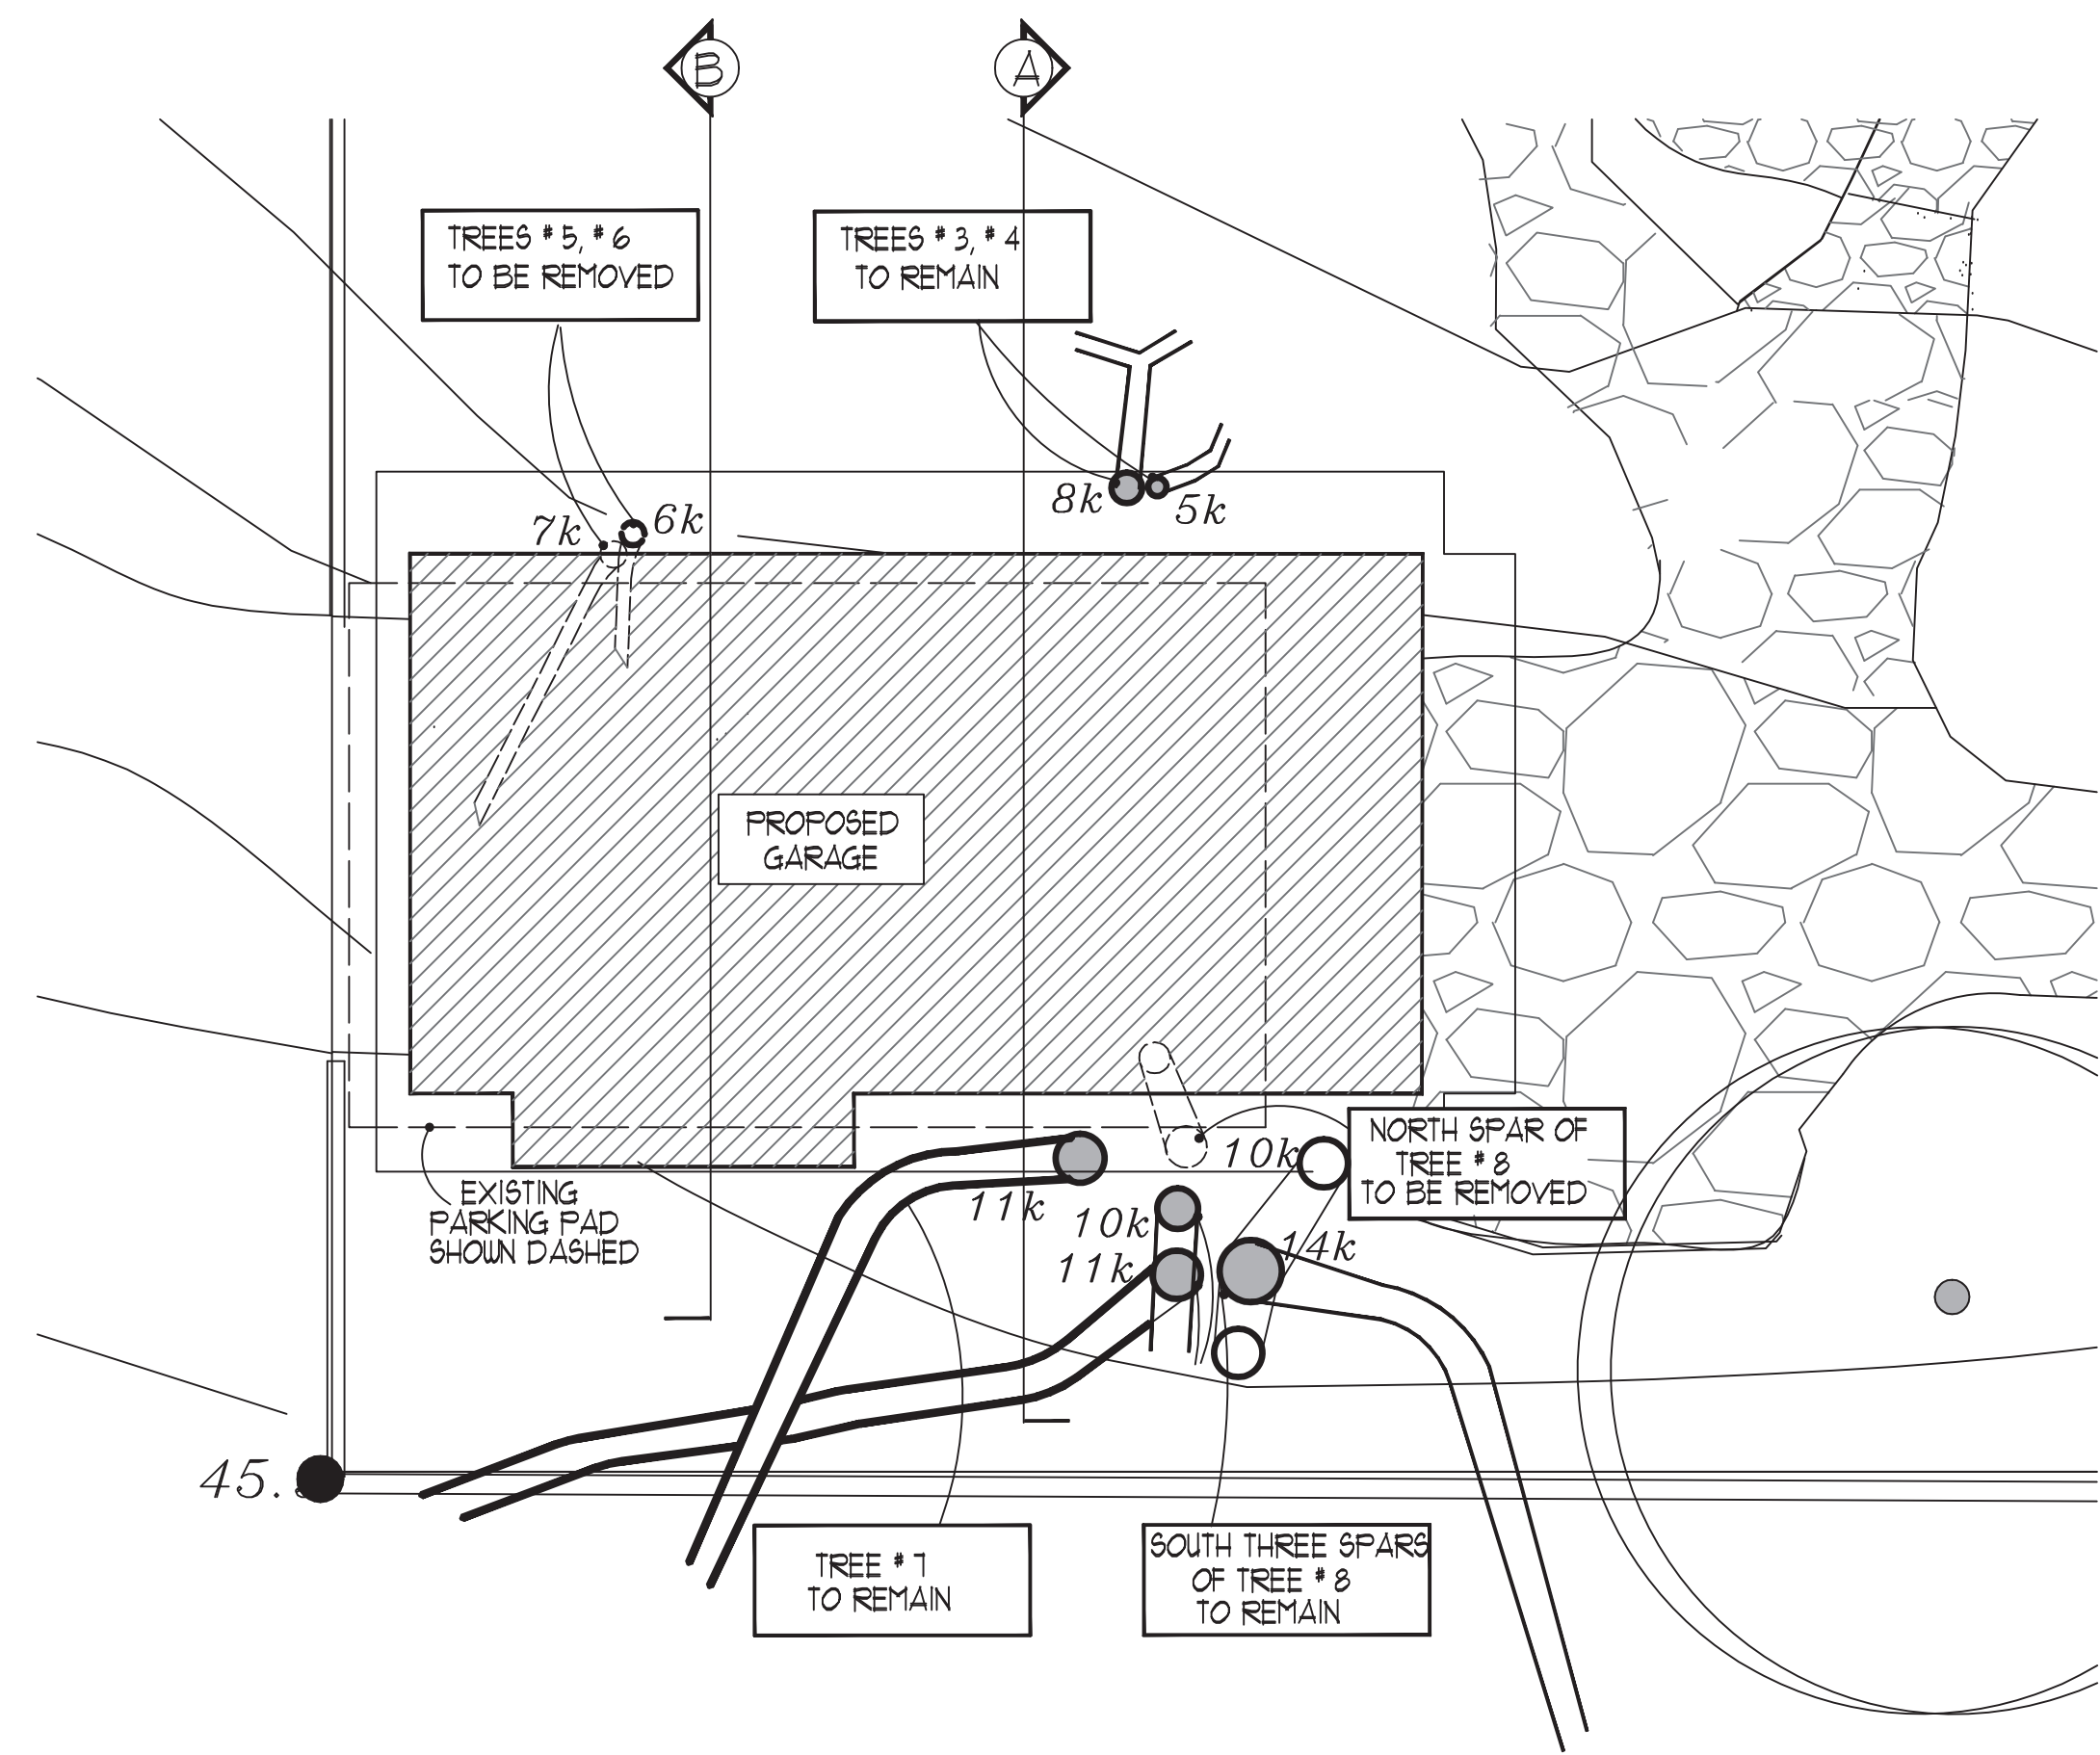 B
A
TREES #5, #6
TO BE REMOVED
TREES #3, #4
TO REMAIN
8k
5k
7k
6k
PROPOSED
GARAGE
10k
NORTH SPAR OF
TREE #8
TO BE REMOVED
EXISTING
PARKING PAD
SHOWN DASHED
11k
10k
11k
14k
45.
TREE #7
TO REMAIN
SOUTH THREE SPARS
OF TREE #8
TO REMAIN